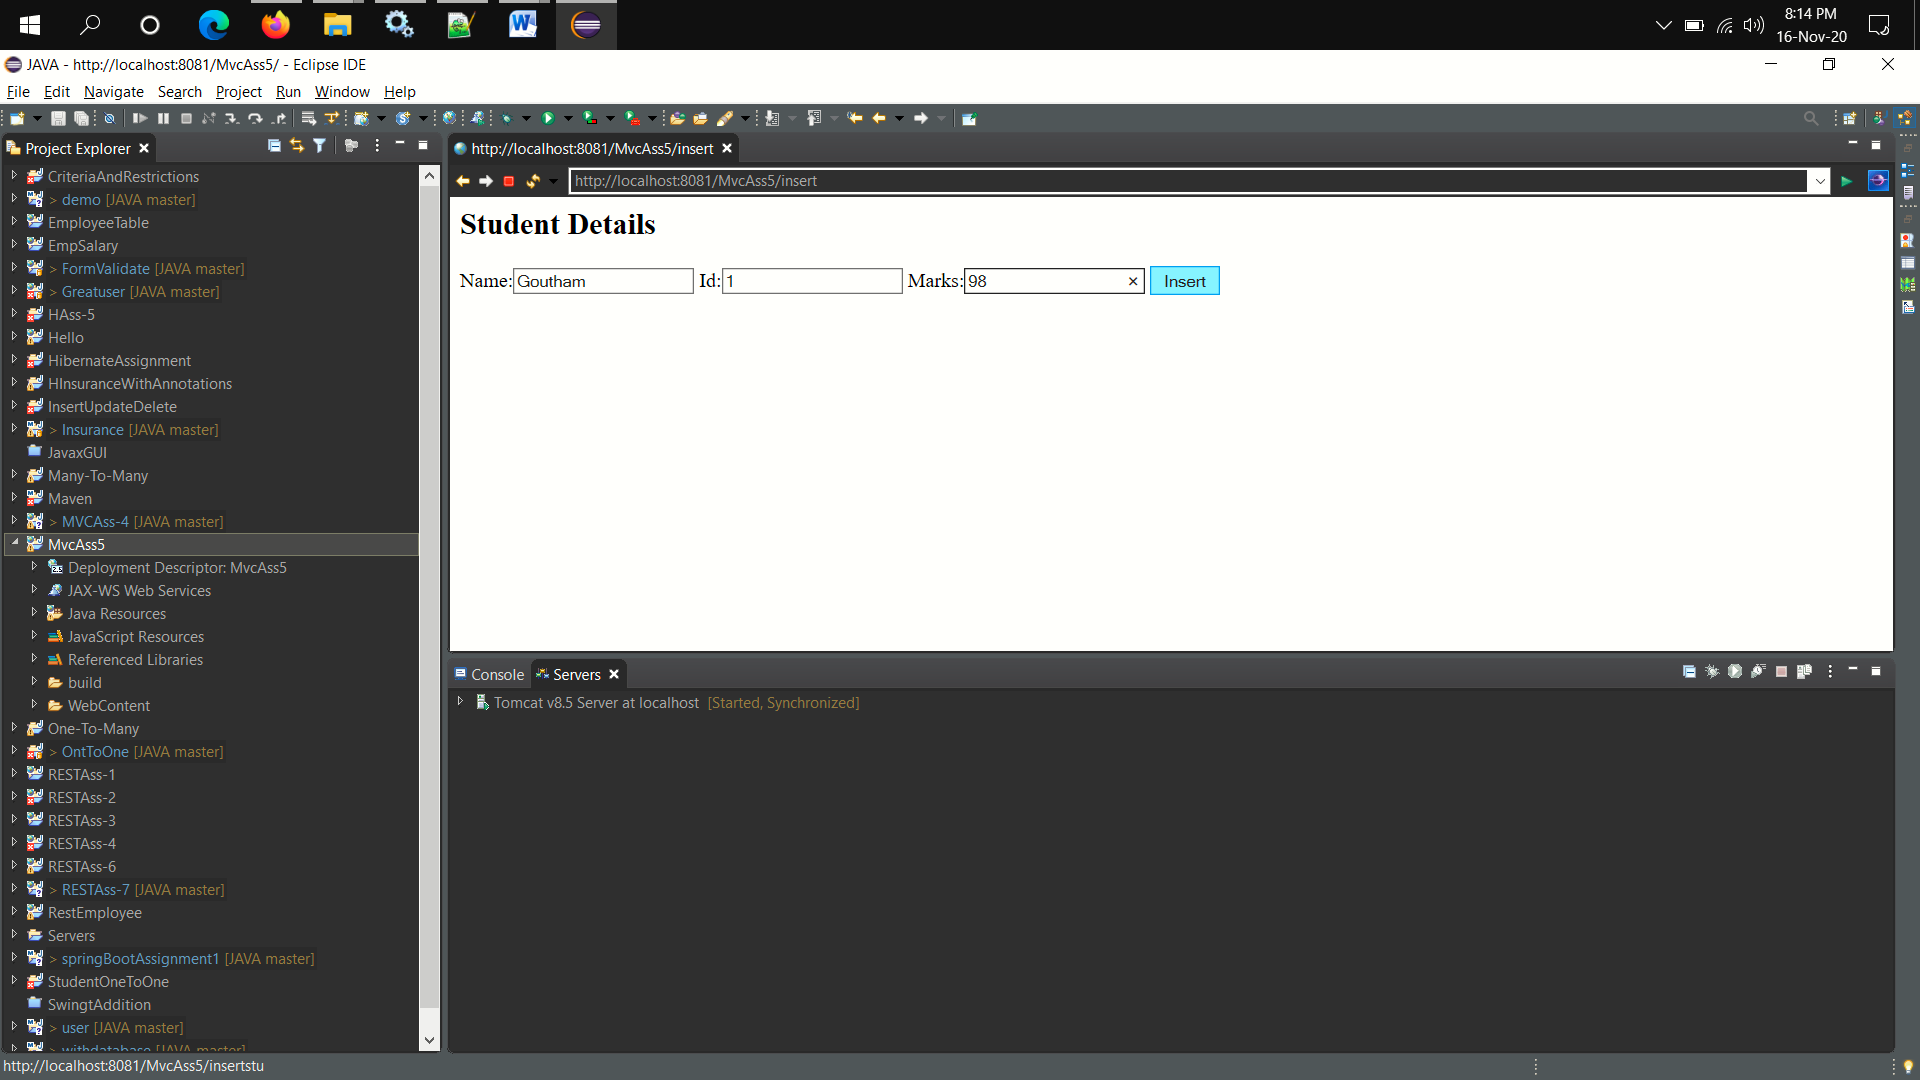 8:14 PM
16-Nov-20
JAVA - http://localhost:8081/MvcAss5/ - Eclipse IDE
File Edit Navigate Search Project Run Window Help
Project Explorer
http://localhost:8081/MvcAss5/insert
http://localhost:8081/MvcAss5/insert
CriteriaAndRestrictions
> demo [JAVA master]
EmployeeTable
EmpSalary
> FormValidate [JAVA master]
> Greatuser [JAVA master]
HAss-5
Hello
HibernateAssignment
HInsuranceWithAnnotations
InsertUpdateDelete
> Insurance [JAVA master]
JavaxGUI
Many-To-Many
Maven
> MVCAss-4 [JAVA master]
MvcAss5
Deployment Descriptor: MvcAss5
JAX-WS Web Services
Java Resources
JavaScript Resources
Referenced Libraries
build
WebContent
One-To-Many
> OntToOne [JAVA master]
RESTAss-1
RESTAss-2
RESTAss-3
RESTAss-4
RESTAss-6
> RESTAss-7 [JAVA master]
RestEmployee
Servers
> springBootAssignment1 [JAVA master]
StudentOneToOne
SwingtAddition
> user [JAVA master]
> withdatabase [JAVA master]
Student Details
Name: Goutham Id: 1 Marks: 98 Insert
Console Servers
Tomcat v8.5 Server at localhost [Started, Synchronized]
http://localhost:8081/MvcAss5/insertstu